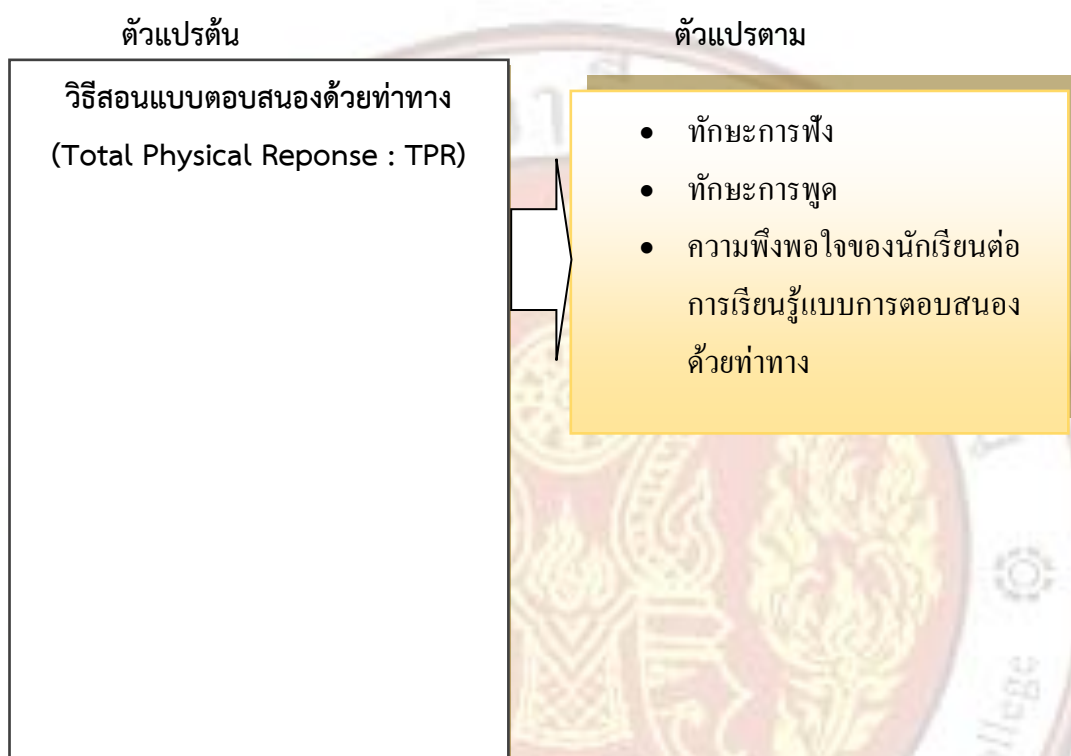 ตัวแปรต้น
ตัวแปรตาม
วิธีสอนแบบตอบสนองด้วยท่าทาง
(Total Physical Reponse : TPR)
• ทักษะการฟัง
• ทักษะการพูด
• ความพึงพอใจของนักเรียนต่อ
การเรียนรู้แบบการตอบสนอง
ด้วยท่าทาง